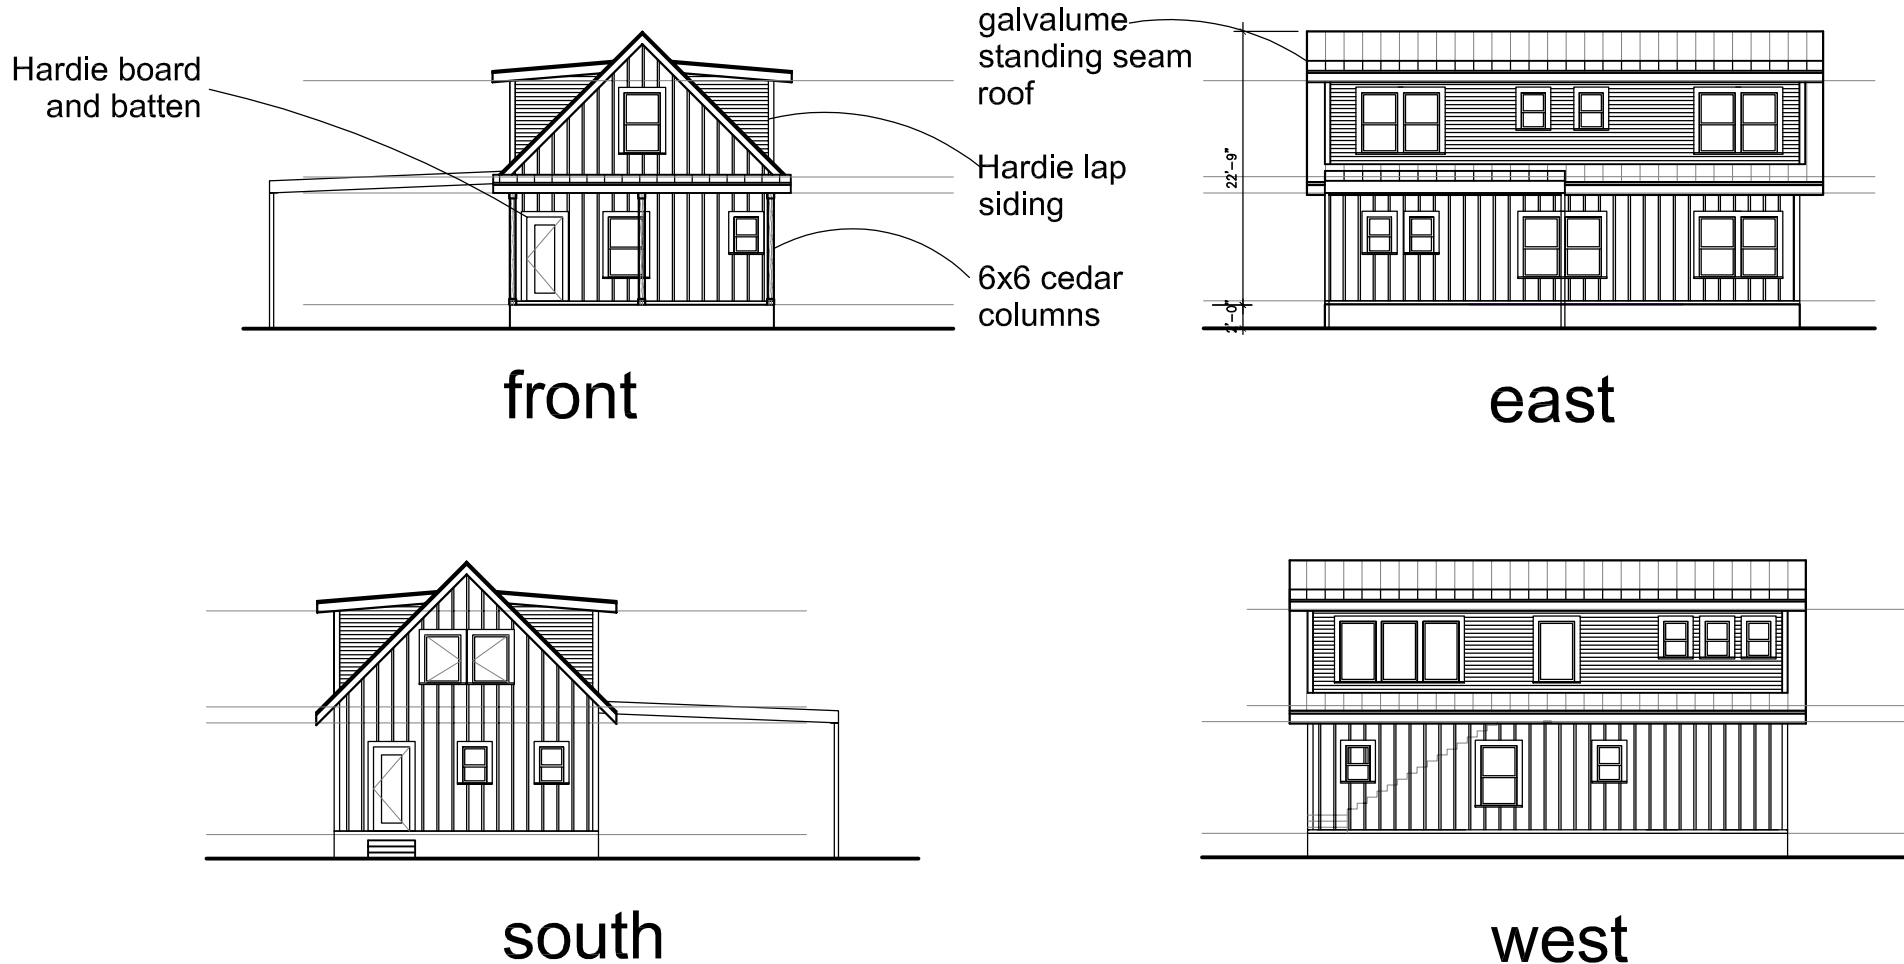 Hardie board
and batten
galvalume
standing seam
roof
Hardie lap
siding
6x6 cedar
columns
22'-9"
2'-0"
front
east
south
west